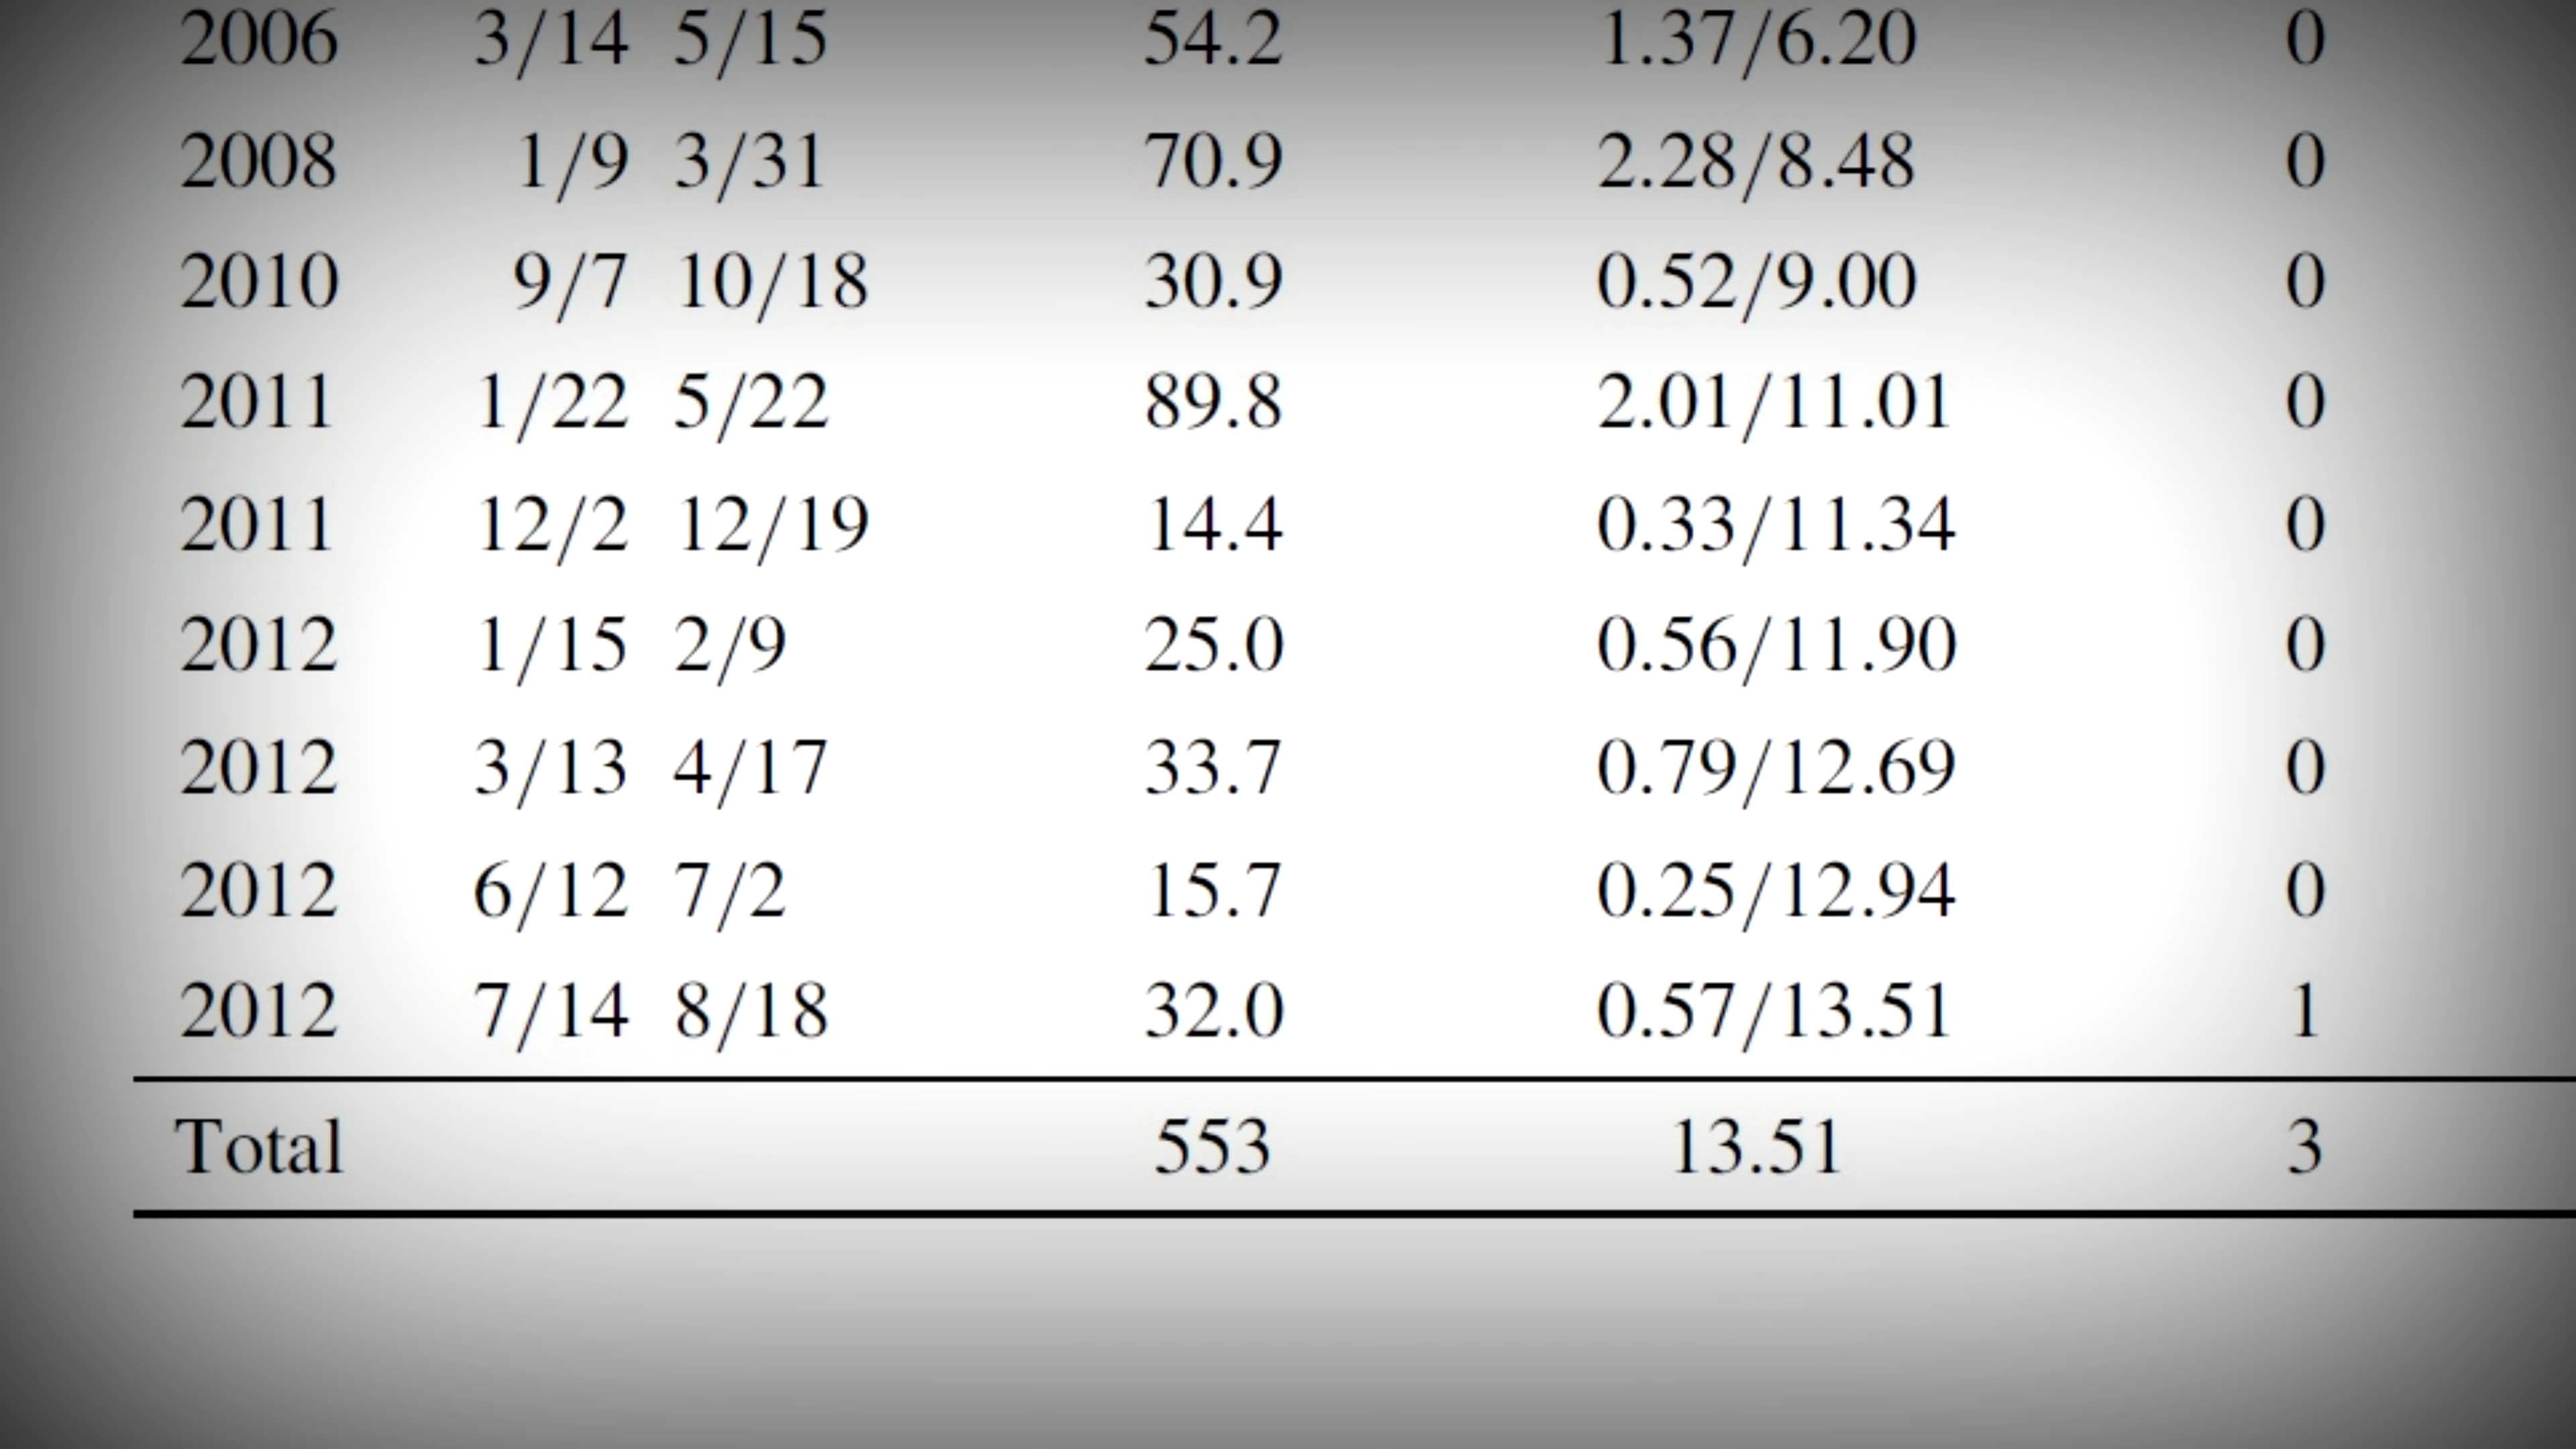 2006 3/14 5/15 54.2 1.37/6.20 0
2008 1/9 3/31 70.9 2.28/8.48 0
2010 9/7 10/18 30.9 0.52/9.00 0
2011 1/22 5/22 89.8 2.01/11.01 0
2011 12/2 12/19 14.4 0.33/11.34 0
2012 1/15 2/9 25.0 0.56/11.90 0
2012 3/13 4/17 33.7 0.79/12.69 0
2012 6/12 7/2 15.7 0.25/12.94 0
2012 7/14 8/18 32.0 0.57/13.51 1
Total 553 13.51 3